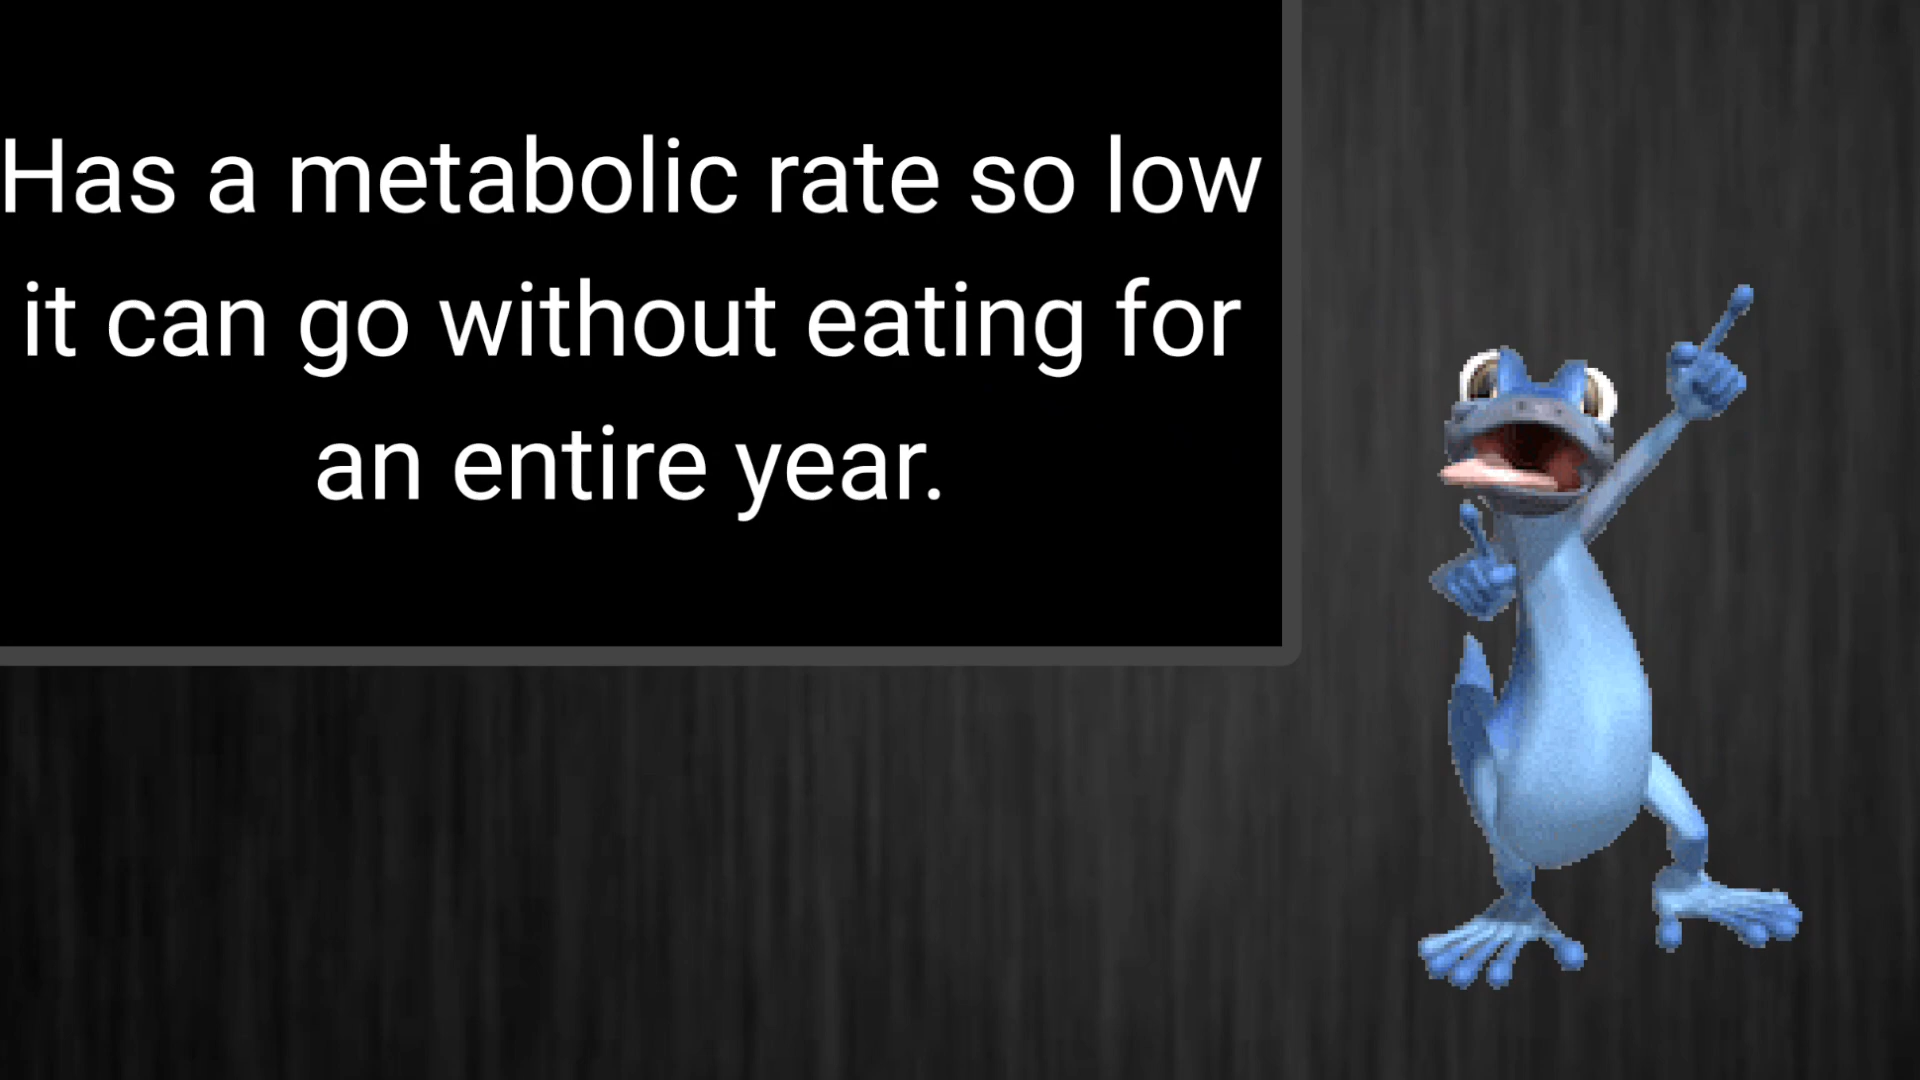 Has a metabolic rate so low
it can go without eating for
an entire year.